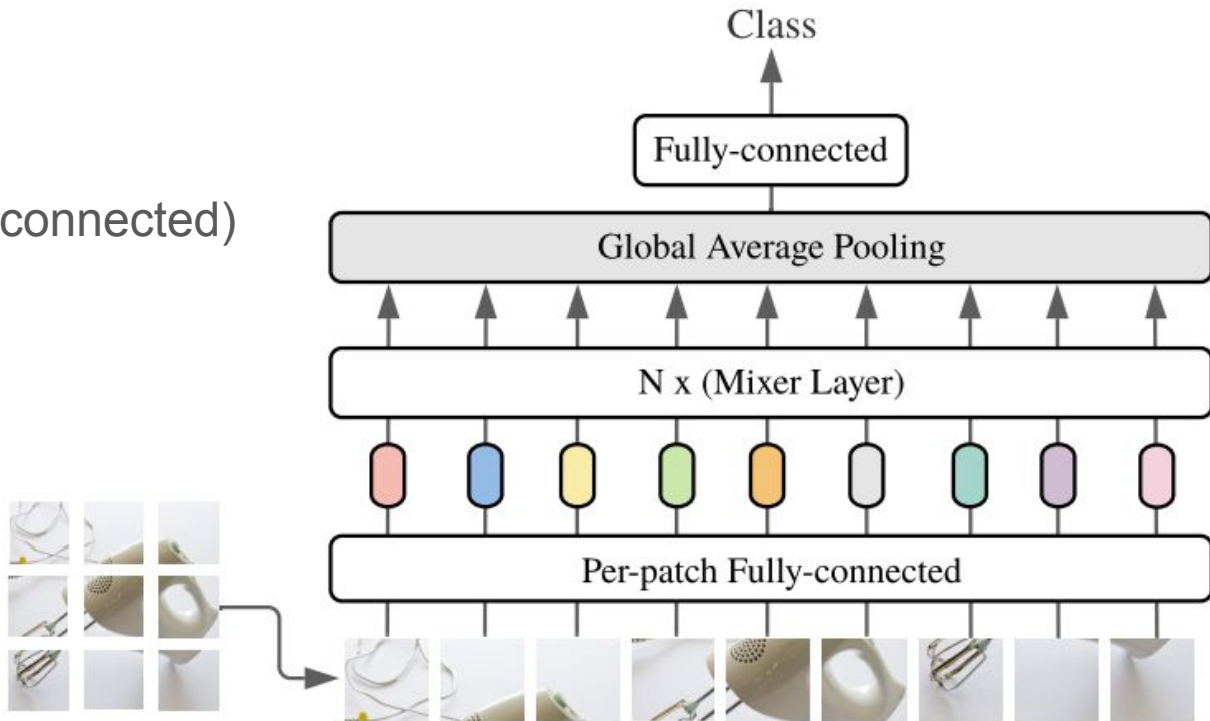 Class
Fully-connected
connected)
Global Average Pooling
N x (Mixer Layer)
Per-patch Fully-connected